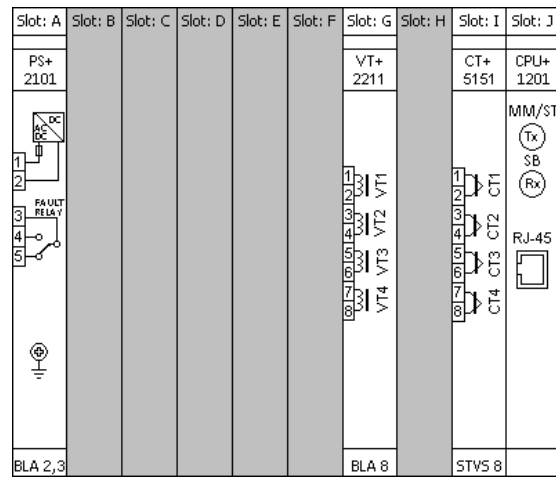 Slot: A
Slot: B
Slot: C
Slot: D
Slot: E
Slot: F
Slot: G
Slot: H
Slot: I
Slot: J
PS+
2101
VT+
2211
CT+
5151
CPU+
1201
AC
DC
DC
1
2
FAULT
RELAY
3
4
5
1
2
VT1
3
4
VT2
5
6
VT3
7
8
VT4
1
2
CT1
3
4
CT2
5
6
CT3
7
8
CT4
MM/ST
Tx
SB
Rx
RJ-45
BLA 2,3
BLA 8
STVS 8